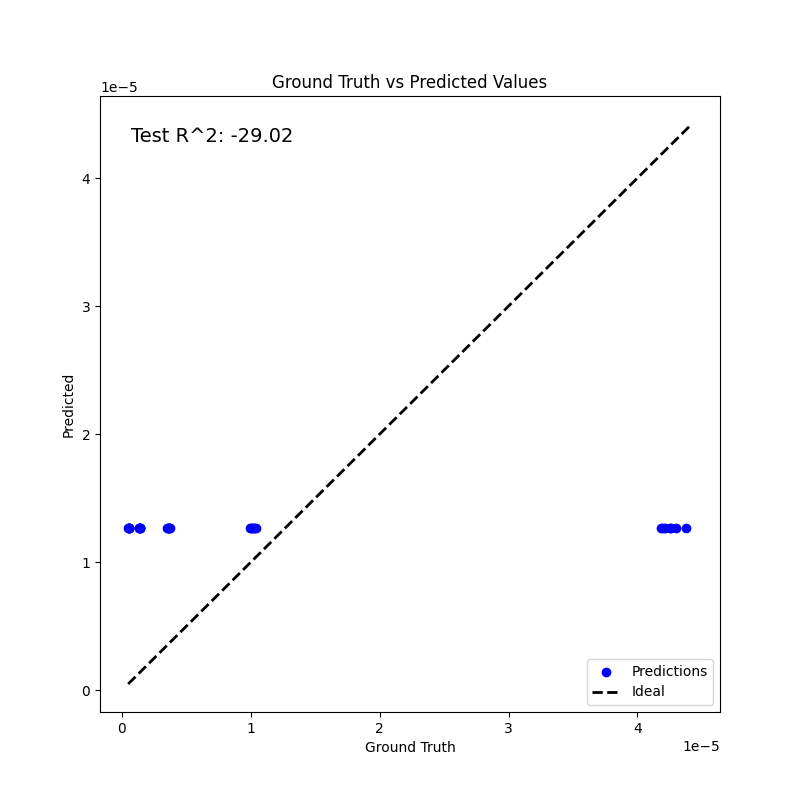 Ground Truth vs Predicted Values
1e−5
Test R^2: -29.02
4
3
2
1
0
Predicted
Predictions
Ideal
0 1 2 3 4
1e−5
Ground Truth